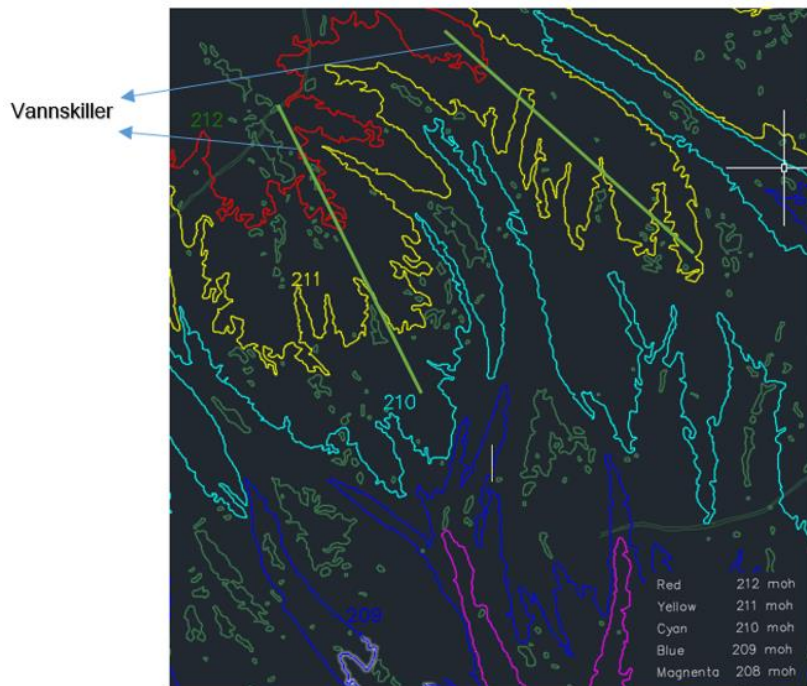 Vannskiller
212
211
210
209
Red 212 moh
Yellow 211 moh
Cyan 210 moh
Blue 209 moh
Magnenta 208 moh